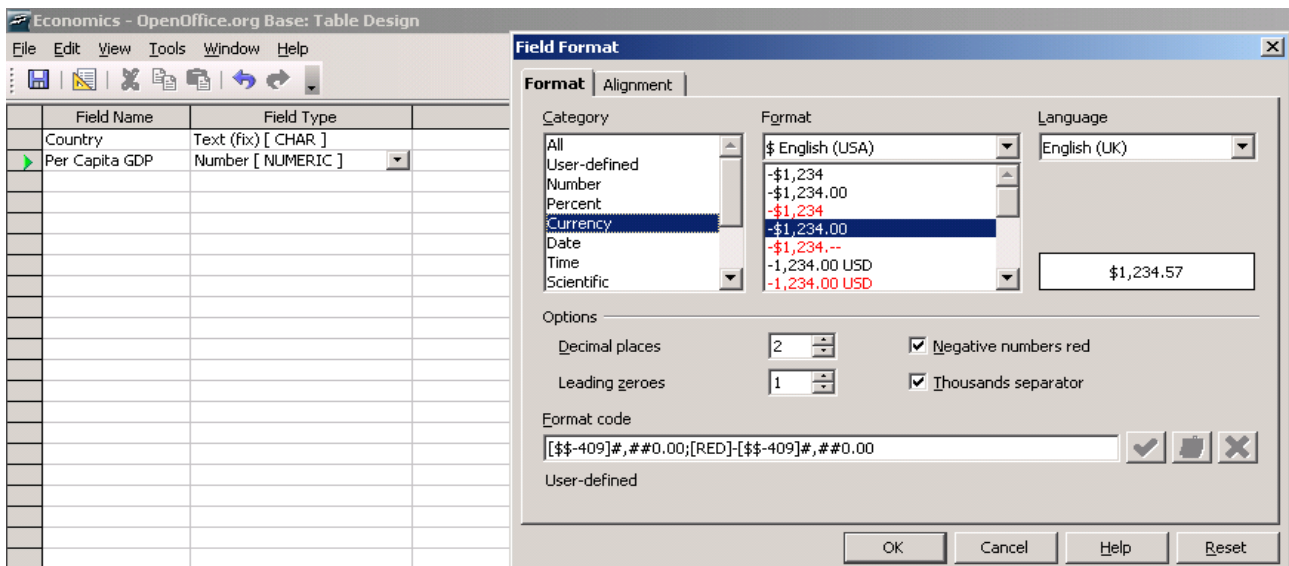 Economics - OpenOffice.org Base: Table Design
File Edit View Tools Window Help
Field Name Field Type
Country Text (fix) [ CHAR ]
Per Capita GDP Number [ NUMERIC ]
Field Format
Format Alignment
Category Format Language
All
User-defined
Number
Percent
Currency
Date
Time
Scientific
$ English (USA)
-$1,234
-$1,234.00
-$1,234
-$1,234.00
-$1,234.--
-1,234.00 USD
-1,234.00 USD
English (UK)
$1,234.57
Options
Decimal places 2 Negative numbers red
Leading zeroes 1 Thousands separator
Format code
[$$-409]#,##0.00;[RED]-[$$-409]#,##0.00
User-defined
OK Cancel Help Reset